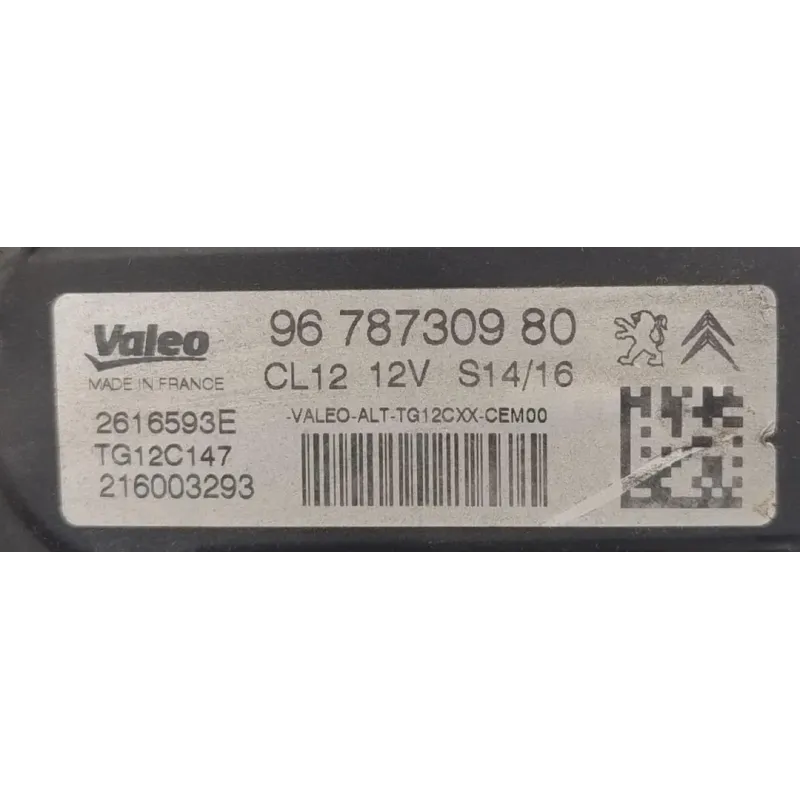 Valeo
MADE IN FRANCE
2616593E
TG12C147
216003293
96 787309 80
CL12 12V S14/16
-VALEO-ALT-TG12CXX-CEM00